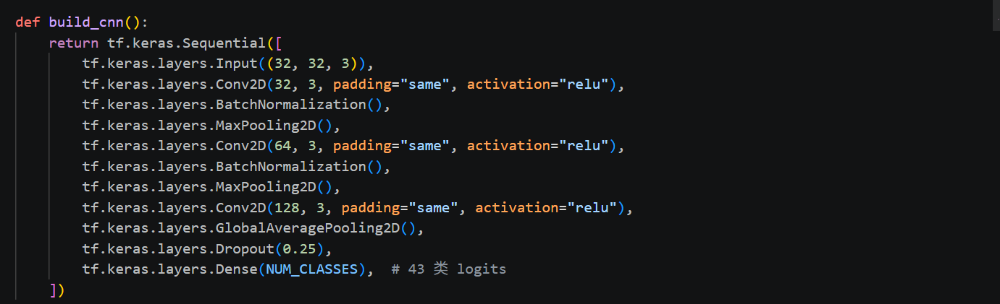 def build_cnn():
    return tf.keras.Sequential([
        tf.keras.layers.Input((32, 32, 3)),
        tf.keras.layers.Conv2D(32, 3, padding="same", activation="relu"),
        tf.keras.layers.BatchNormalization(),
        tf.keras.layers.MaxPooling2D(),
        tf.keras.layers.Conv2D(64, 3, padding="same", activation="relu"),
        tf.keras.layers.BatchNormalization(),
        tf.keras.layers.MaxPooling2D(),
        tf.keras.layers.Conv2D(128, 3, padding="same", activation="relu"),
        tf.keras.layers.GlobalAveragePooling2D(),
        tf.keras.layers.Dropout(0.25),
        tf.keras.layers.Dense(NUM_CLASSES),  # 43 类 logits
    ])